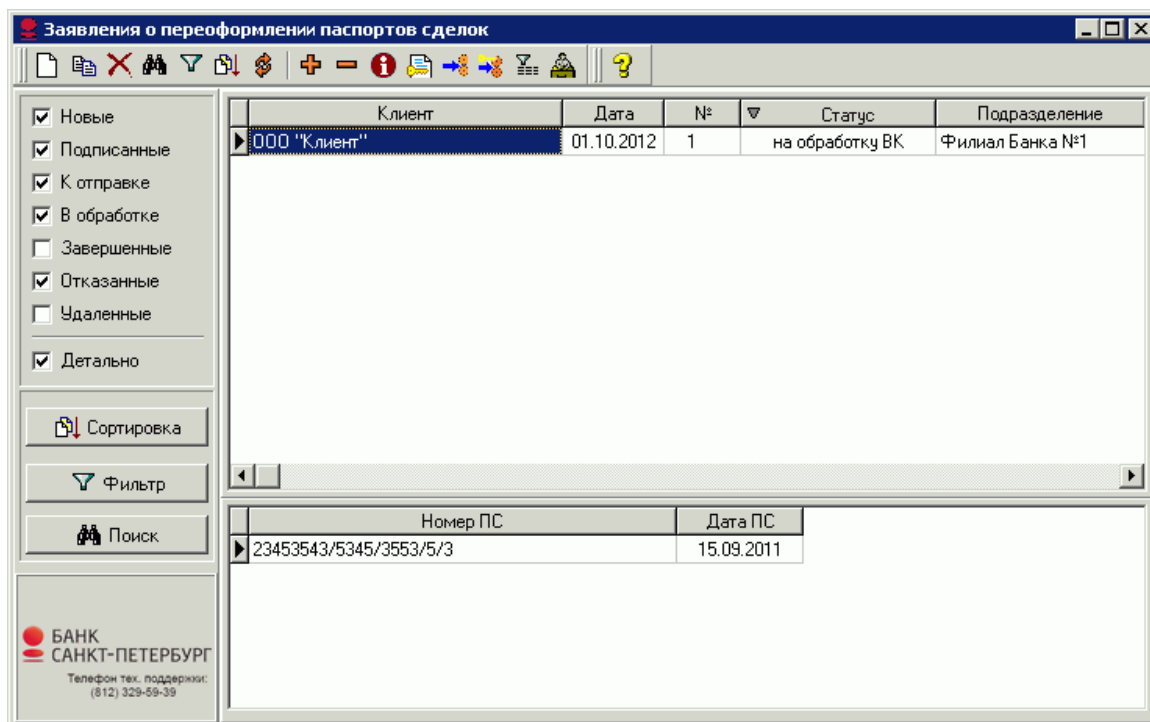 Заявления о переоформлении паспортов сделок
Новые
Подписанные
К отправке
В обработке
Завершенные
Отказанные
Удаленные
Детально
Сортировка
Фильтр
Поиск
БАНК
САНКТ-ПЕТЕРБУРГ
Телефон тех. поддержки:
(812) 329-59-39
Клиент Дата № Статус Подразделение
ООО "Клиент" 01.10.2012 1 на обработку ВК Филиал Банка №1
Номер ПС Дата ПС
23453543/5345/3553/5/3 15.09.2011